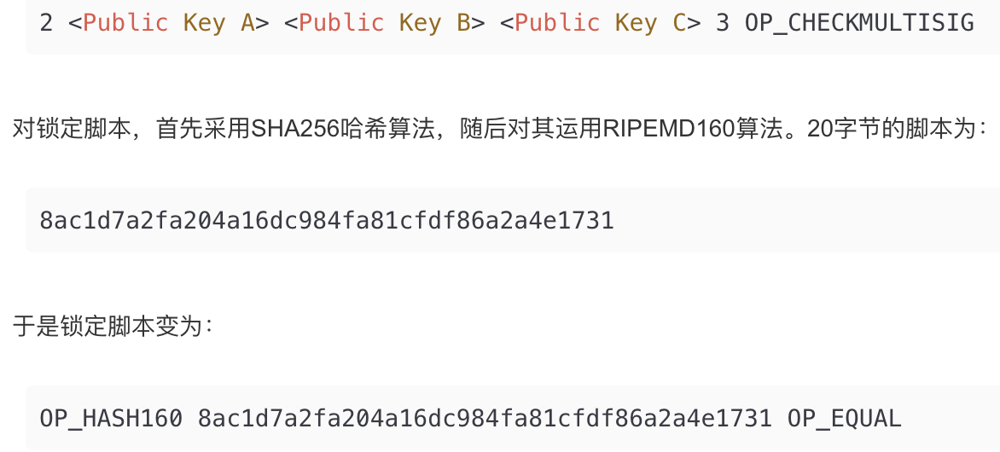 2 <Public Key A> <Public Key B> <Public Key C> 3 OP_CHECKMULTISIG
对锁定脚本，首先采用SHA256哈希算法，随后对其运用RIPEMD160算法。20字节的脚本为：
8ac1d7a2fa204a16dc984fa81cfdf86a2a4e1731
于是锁定脚本变为：
OP_HASH160 8ac1d7a2fa204a16dc984fa81cfdf86a2a4e1731 OP_EQUAL